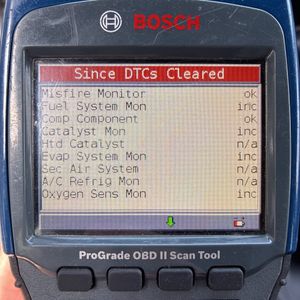 BOSCH
Since DTCs Cleared
Misfire Monitor ok
Fuel System Mon inc
Comp Component ok
Catalyst Mon inc
Htd Catalyst n/a
Evap System Mon inc
Sec Air System n/a
A/C Refrig Mon n/a
Oxygen Sens Mon inc
ProGrade OBD II Scan Tool